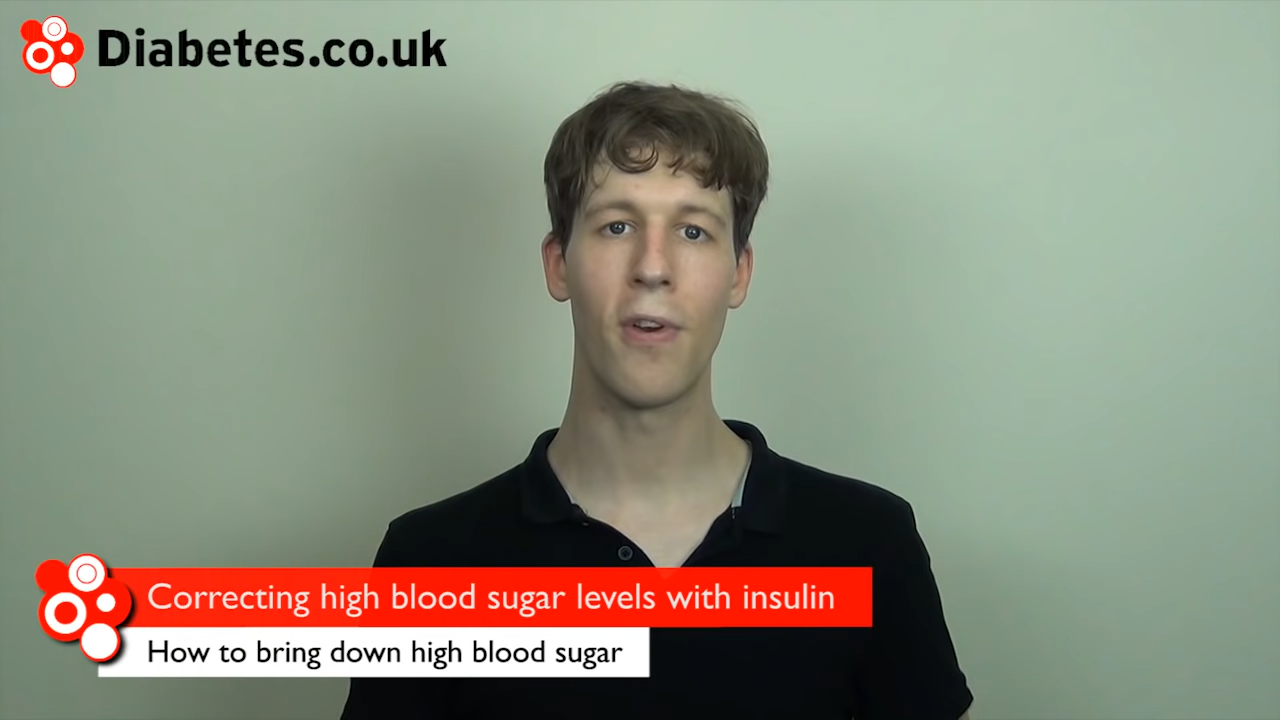 Diabetes.co.uk
Correcting high blood sugar levels with insulin
How to bring down high blood sugar